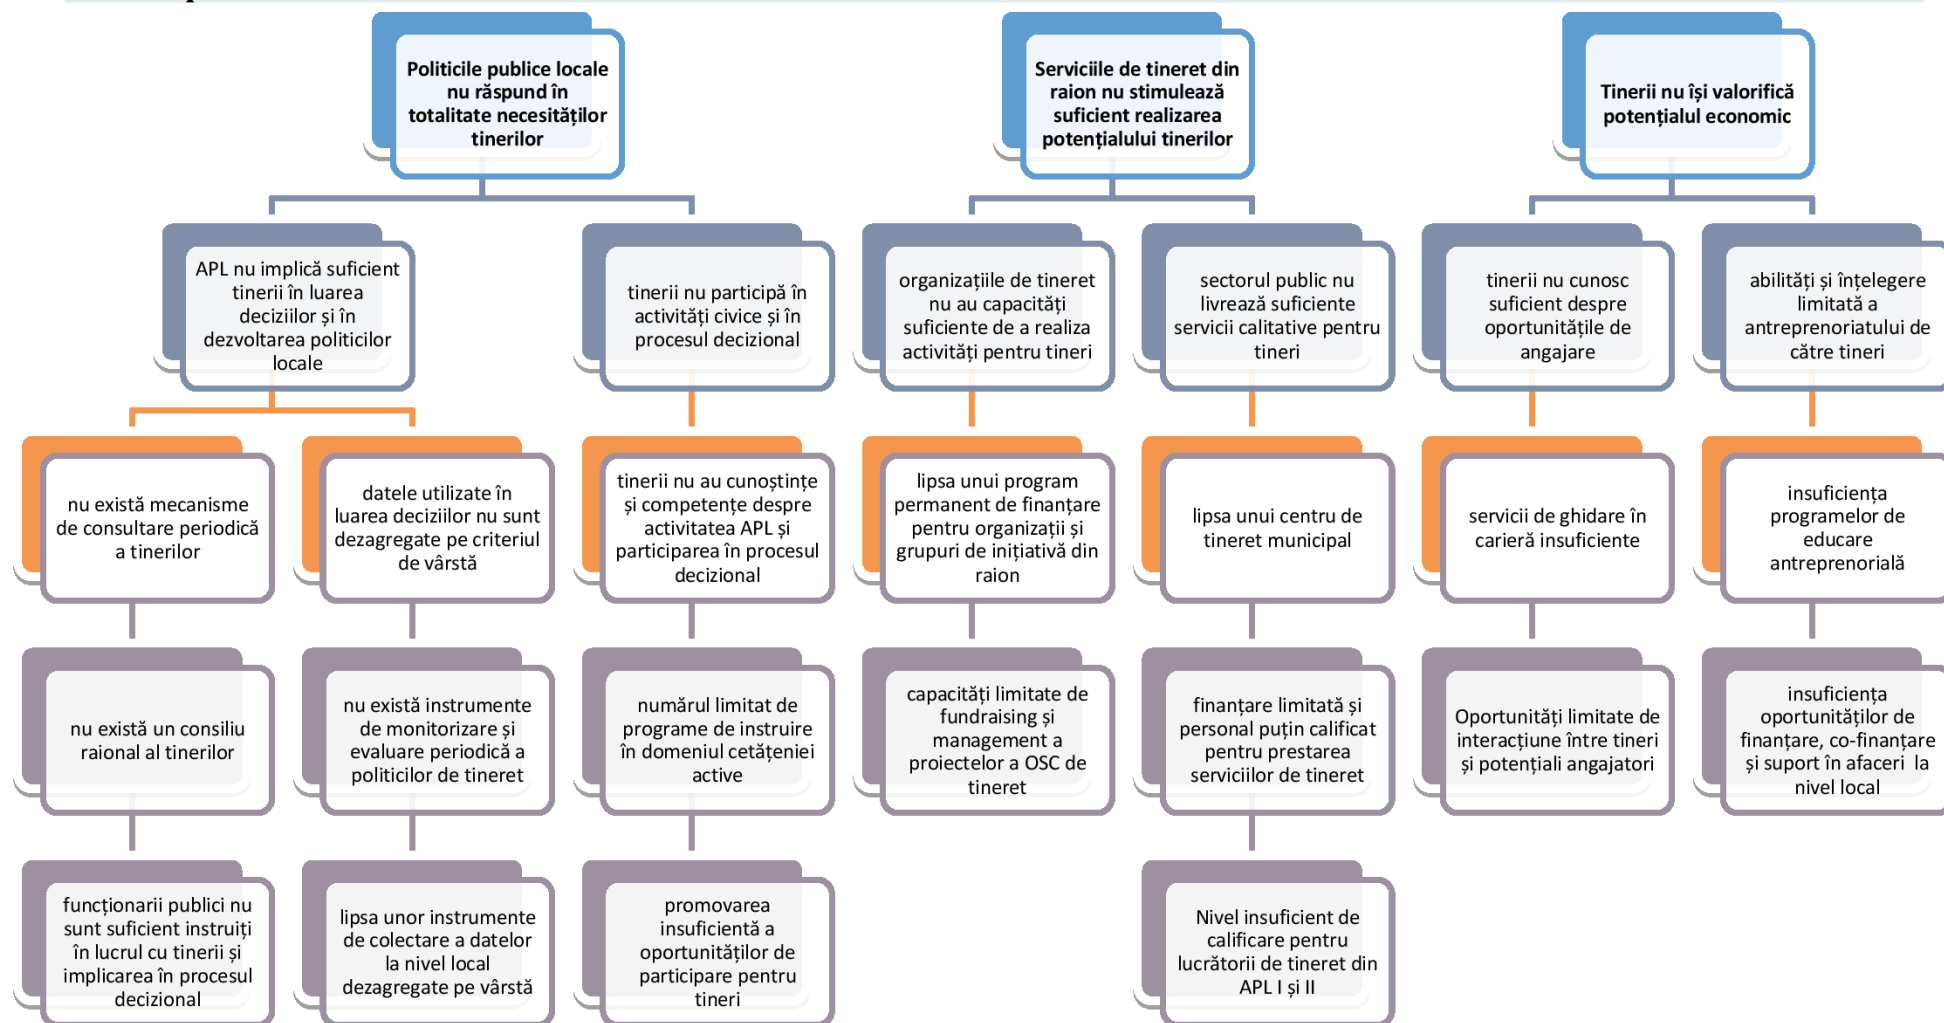 Politicile publice locale
nu răspund în
totalitate necesităților
tinerilor
Serviciile de tineret din
raion nu stimulează
suficient realizarea
potențialului tinerilor
Tinerii nu își valorifică
potențialul economic
APL nu implică suficient
tinerii în luarea
deciziilor și în
dezvoltarea politicilor
locale
tinerii nu participă în
activități civice și în
procesul decizional
organizațiile de tineret
nu au capacități
suficiente de a realiza
activități pentru tineri
sectorul public nu
livrează suficiente
servicii calitative pentru
tineri
tinerii nu cunosc
suficient despre
oportunitățile de
angajare
abilități și înțelegere
limitată a
antreprenoriatului de
către tineri
nu există mecanisme
de consultare periodică
a tinerilor
datele utilizate în
luarea deciziilor nu sunt
dezagregate pe criteriul
de vârstă
tinerii nu au cunoștințe
și competențe despre
activitatea APL și
participarea în procesul
decizional
lipsa unui program
permanent de finanțare
pentru organizații și
grupuri de inițiativă din
raion
lipsa unui centru de
tineret municipal
servicii de ghidare în
carieră insuficiente
insuficiența
programelor de
educare
antreprenorială
nu există un consiliu
raional al tinerilor
nu există instrumente
de monitorizare și
evaluare periodică a
politicilor de tineret
numărul limitat de
programe de instruire
în domeniul cetățeniei
active
capacități limitate de
fundraising și
management a
proiectelor a OSC de
tineret
finanțare limitată și
personal puțin calificat
pentru prestarea
serviciilor de tineret
Oportunități limitate de
interacțiune între tineri
și potențiali angajatori
insuficiența
oportunităților de
finanțare, co-finanțare
și suport în afaceri  la
nivel local
funcționarii publici nu
sunt suficient instruiți
în lucrul cu tinerii și
implicarea în procesul
decizional
lipsa unor instrumente
de colectare a datelor
la nivel local
dezagregate pe vârstă
promovarea
insuficientă a
oportunităților de
participare pentru
tineri
Nivel insuficient de
calificare pentru
lucrătorii de tineret din
APL I și II